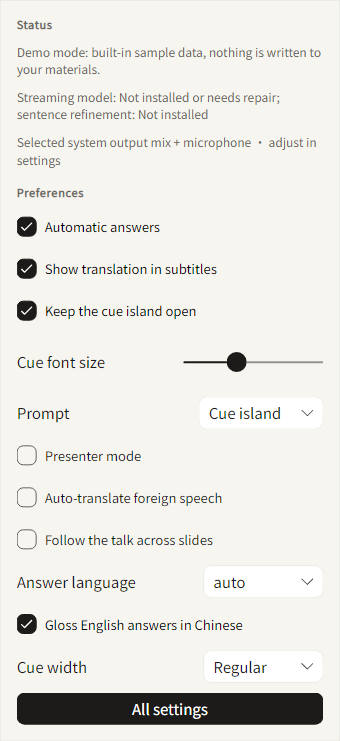 Status
Demo mode: built-in sample data, nothing is written to
your materials.
Streaming model: Not installed or needs repair;
sentence refinement: Not installed
Selected system output mix + microphone · adjust in
settings
Preferences
Automatic answers
Show translation in subtitles
Keep the cue island open
Cue font size
Prompt
Cue island
Presenter mode
Auto-translate foreign speech
Follow the talk across slides
Answer language
auto
Gloss English answers in Chinese
Cue width
Regular
All settings